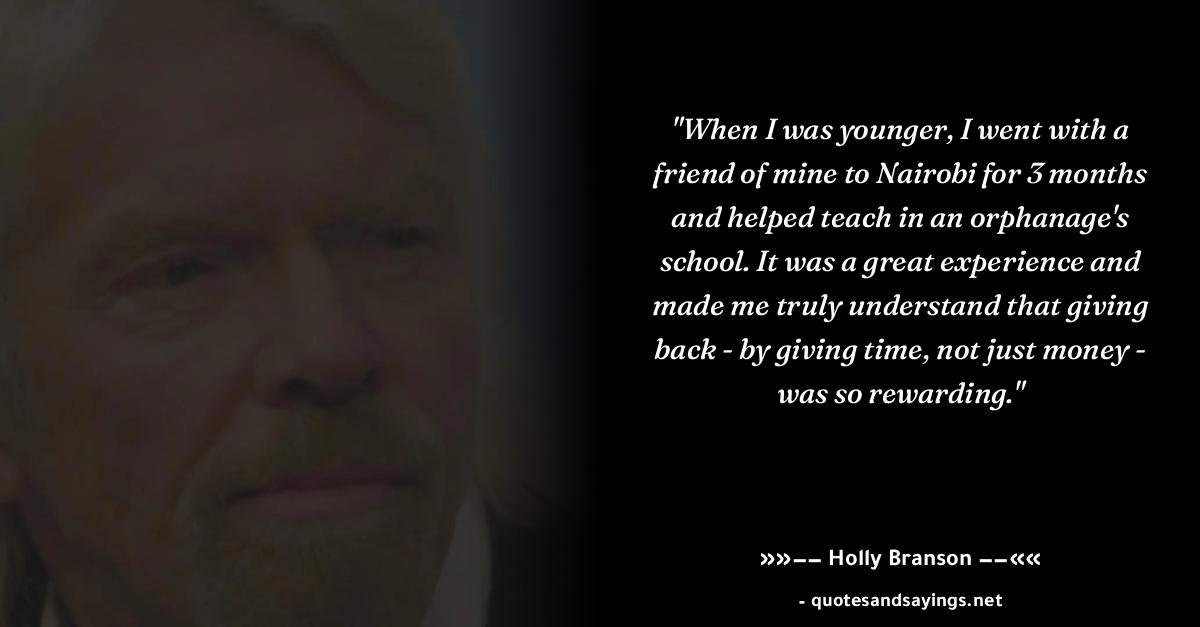 "When I was younger, I went with a
friend of mine to Nairobi for 3 months
and helped teach in an orphanage's
school. It was a great experience and
made me truly understand that giving
back - by giving time, not just money -
was so rewarding."
»»–– Holly Branson ––««
- quotesandsayings.net